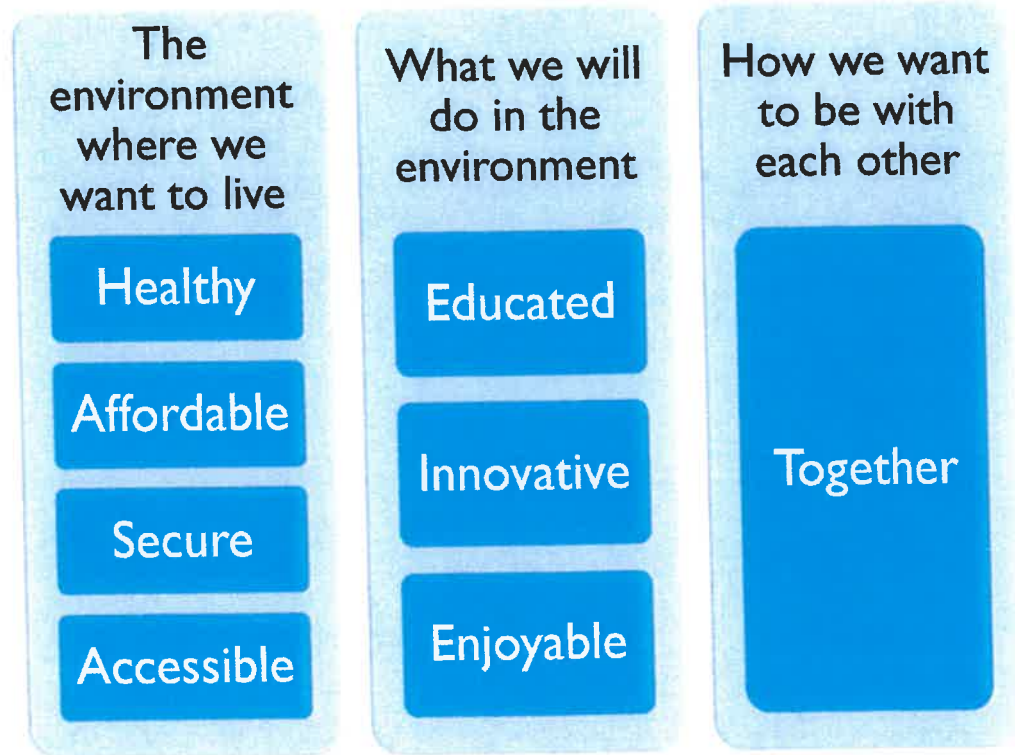 The
environment
where we
want to live
Healthy
Affordable
Secure
Accessible
What we will
do in the
environment
Educated
Innovative
Enjoyable
How we want
to be with
each other
Together